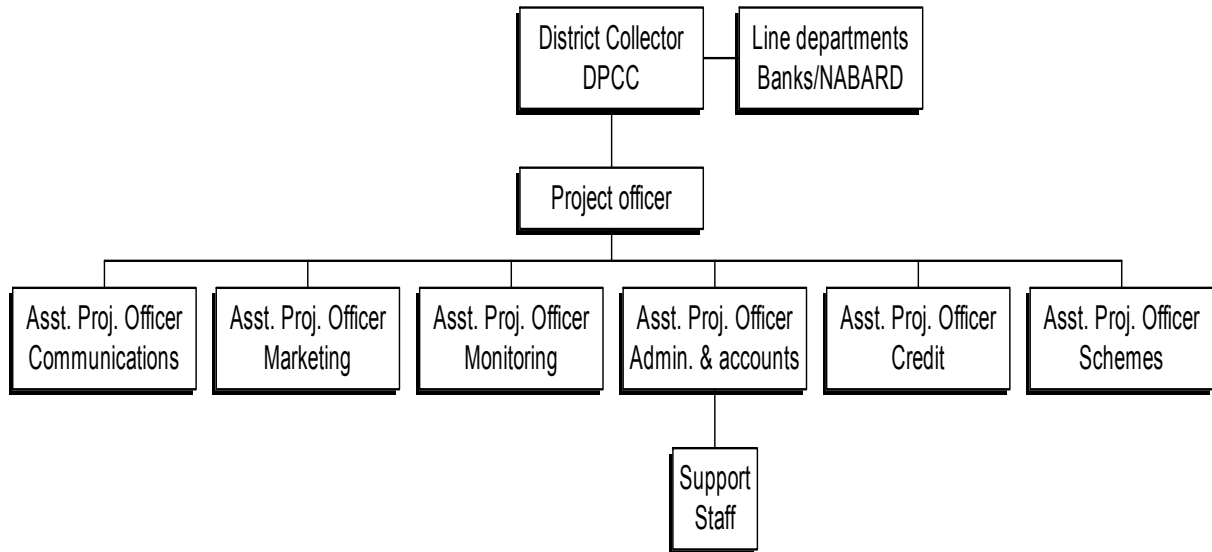 District Collector
DPCC
Line departments
Banks/NABARD
Project officer
Asst. Proj. Officer
Communications
Asst. Proj. Officer
Marketing
Asst. Proj. Officer
Monitoring
Asst. Proj. Officer
Admin. & accounts
Asst. Proj. Officer
Credit
Asst. Proj. Officer
Schemes
Support
Staff